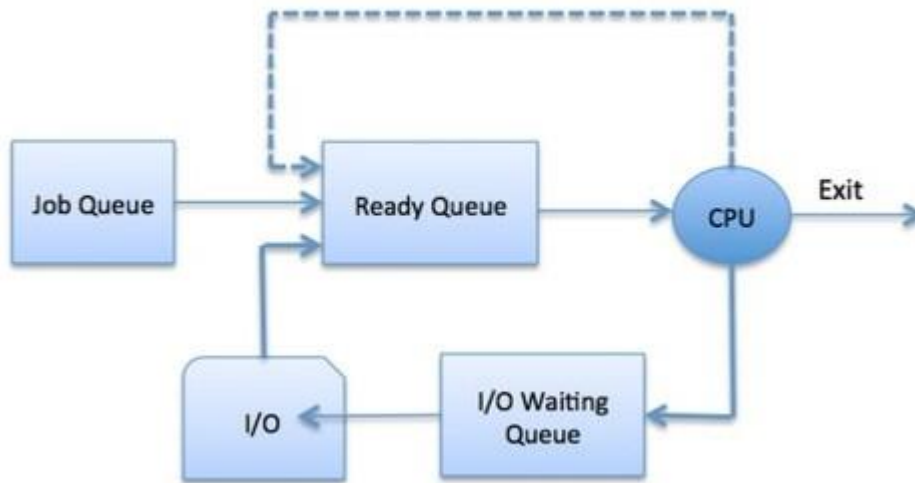 Job Queue
Ready Queue
CPU
Exit
I/O
I/O Waiting
Queue